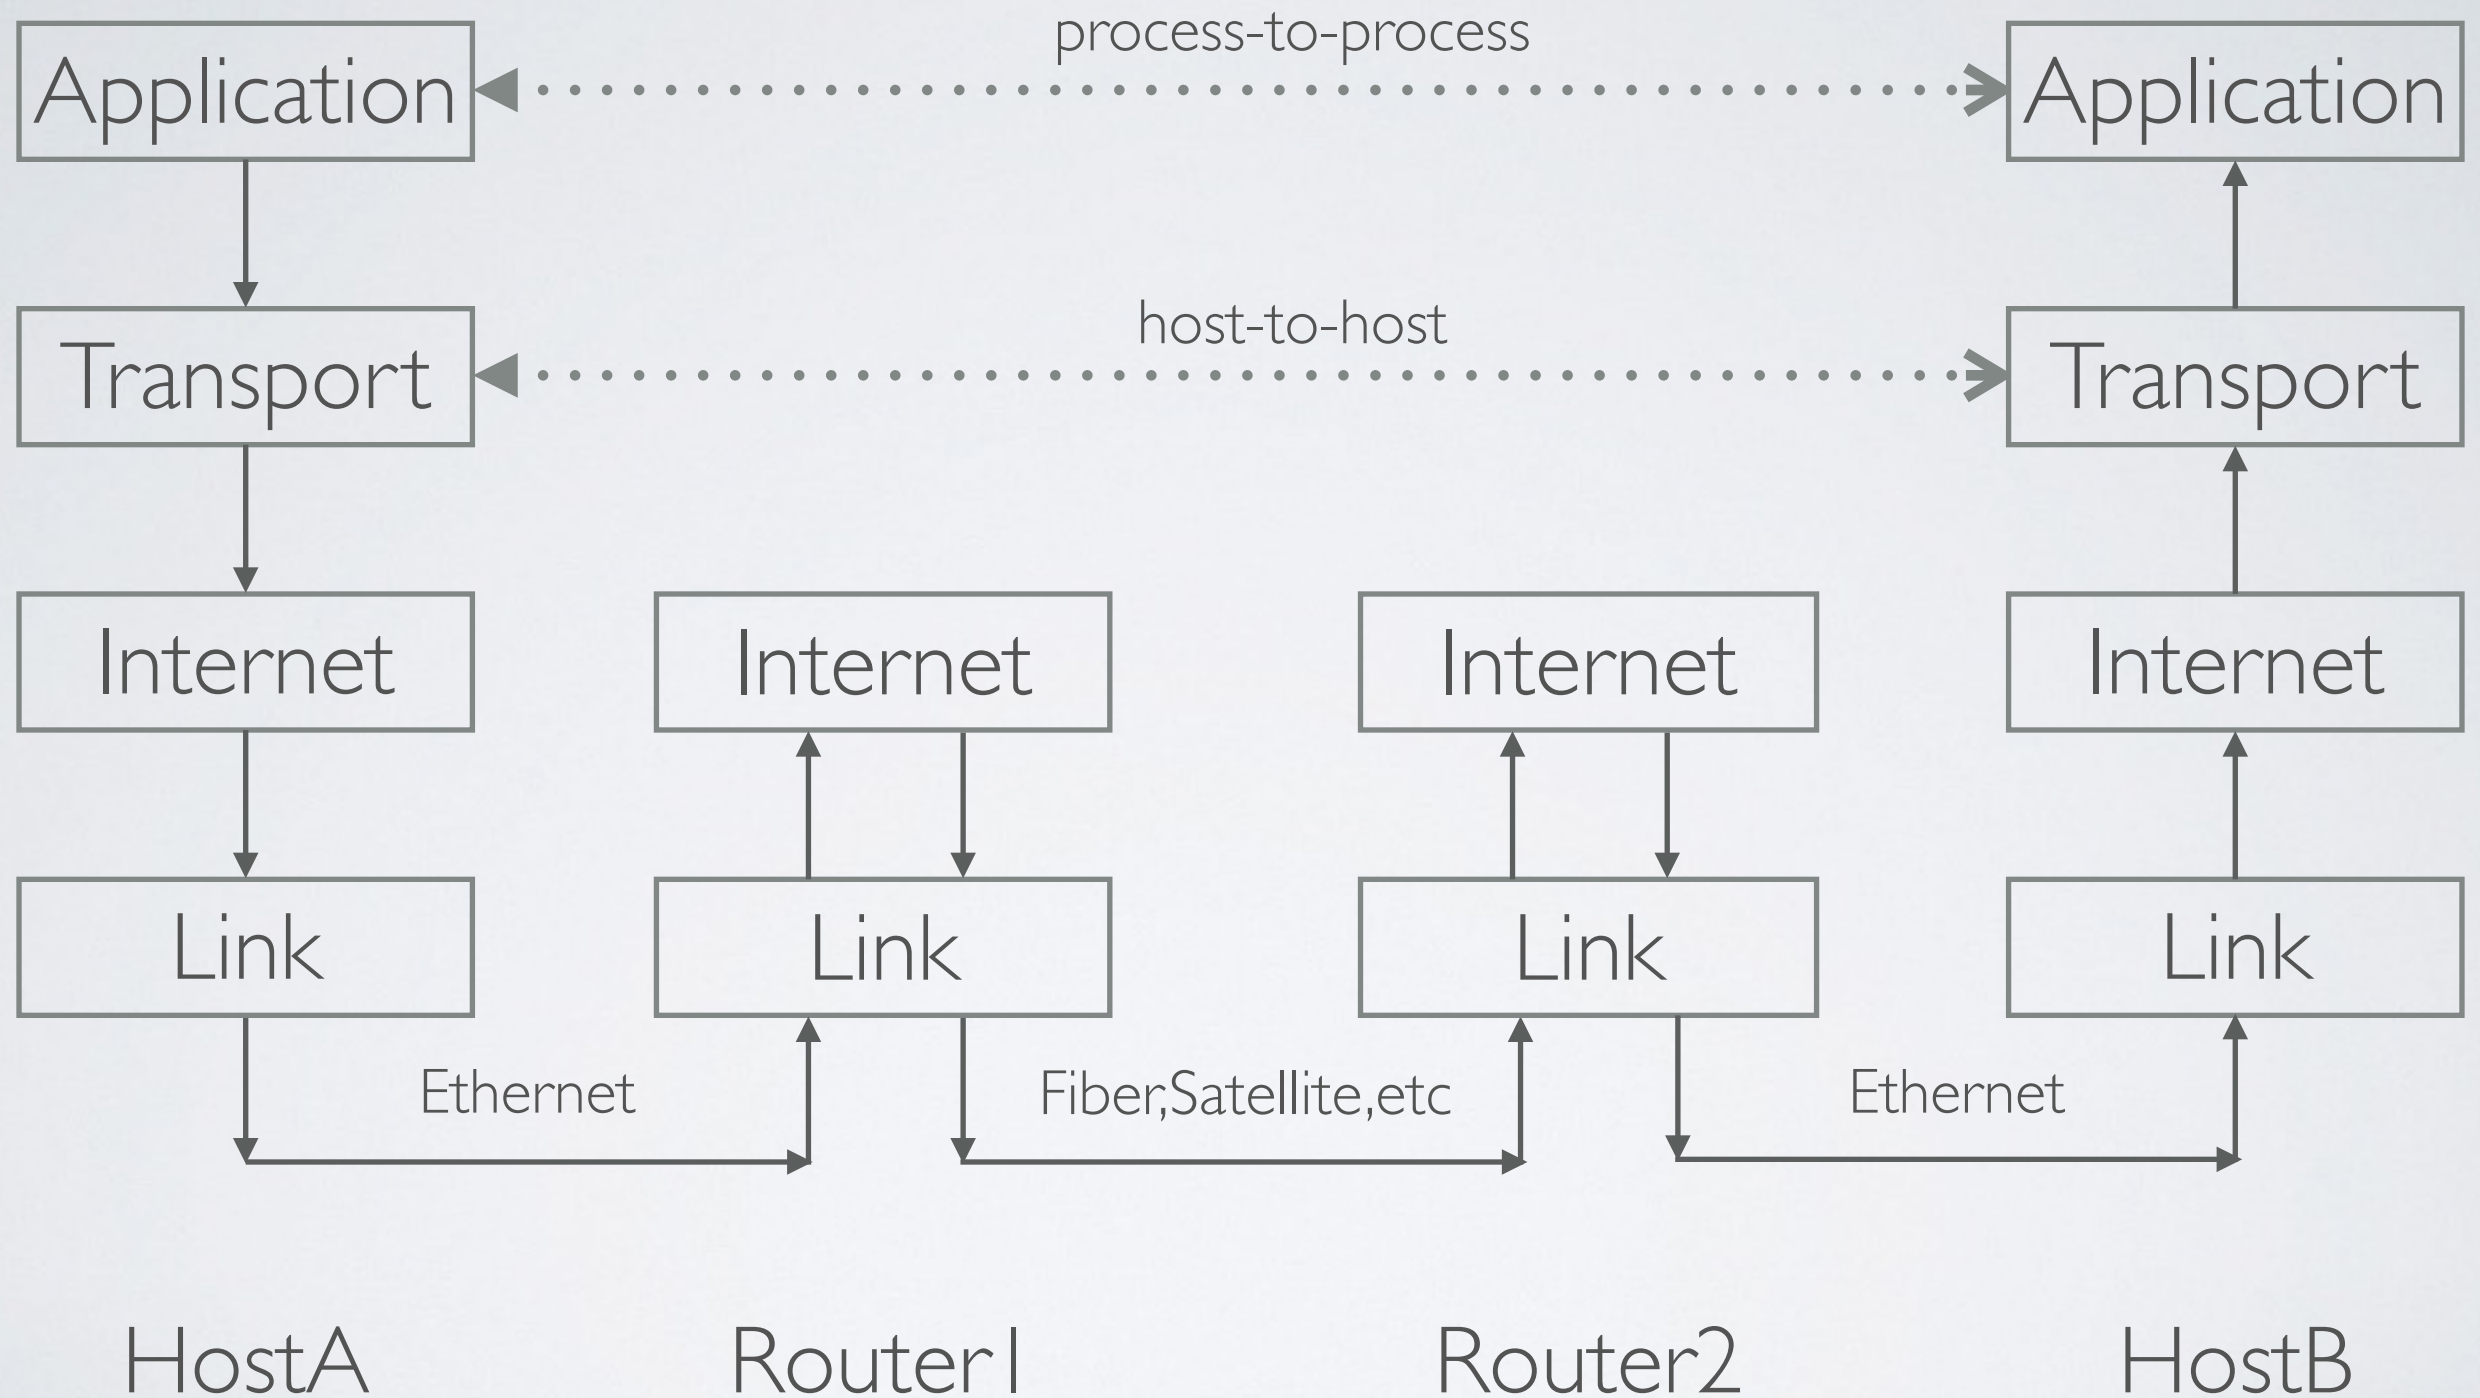 process-to-process
Application
Application
host-to-host
Transport
Transport
Internet
Internet
Internet
Internet
Link
Link
Link
Link
Ethernet
Fiber,Satellite,etc
Ethernet
HostA
Router1
Router2
HostB